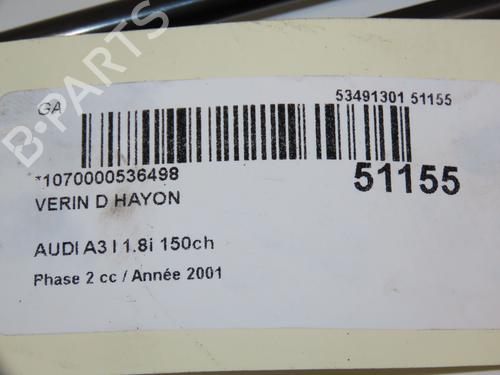 B-PARTS
GA
53491301 51155
*1070000536498
51155
VERIN D HAYON
AUDI A3 I 1.8i 150ch
Phase 2 cc / Année 2001